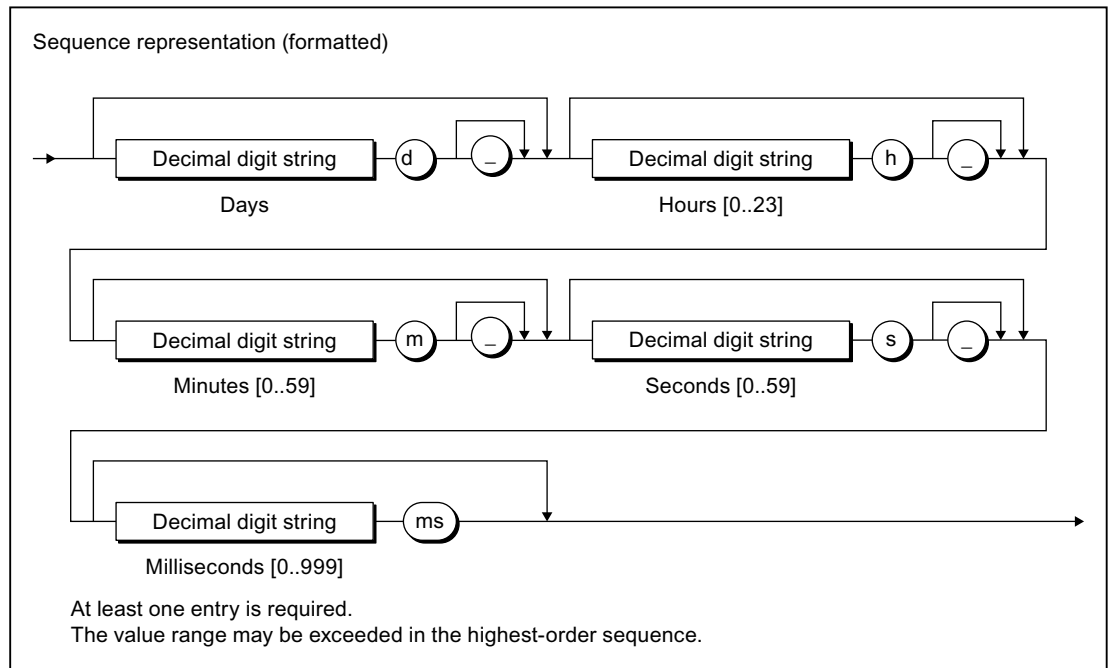 Sequence representation (formatted)
Decimal digit string d _ Decimal digit string h _
Days Hours [0..23]
Decimal digit string m _ Decimal digit string s _
Minutes [0..59] Seconds [0..59]
Decimal digit string ms
Milliseconds [0..999]
At least one entry is required.
The value range may be exceeded in the highest-order sequence.